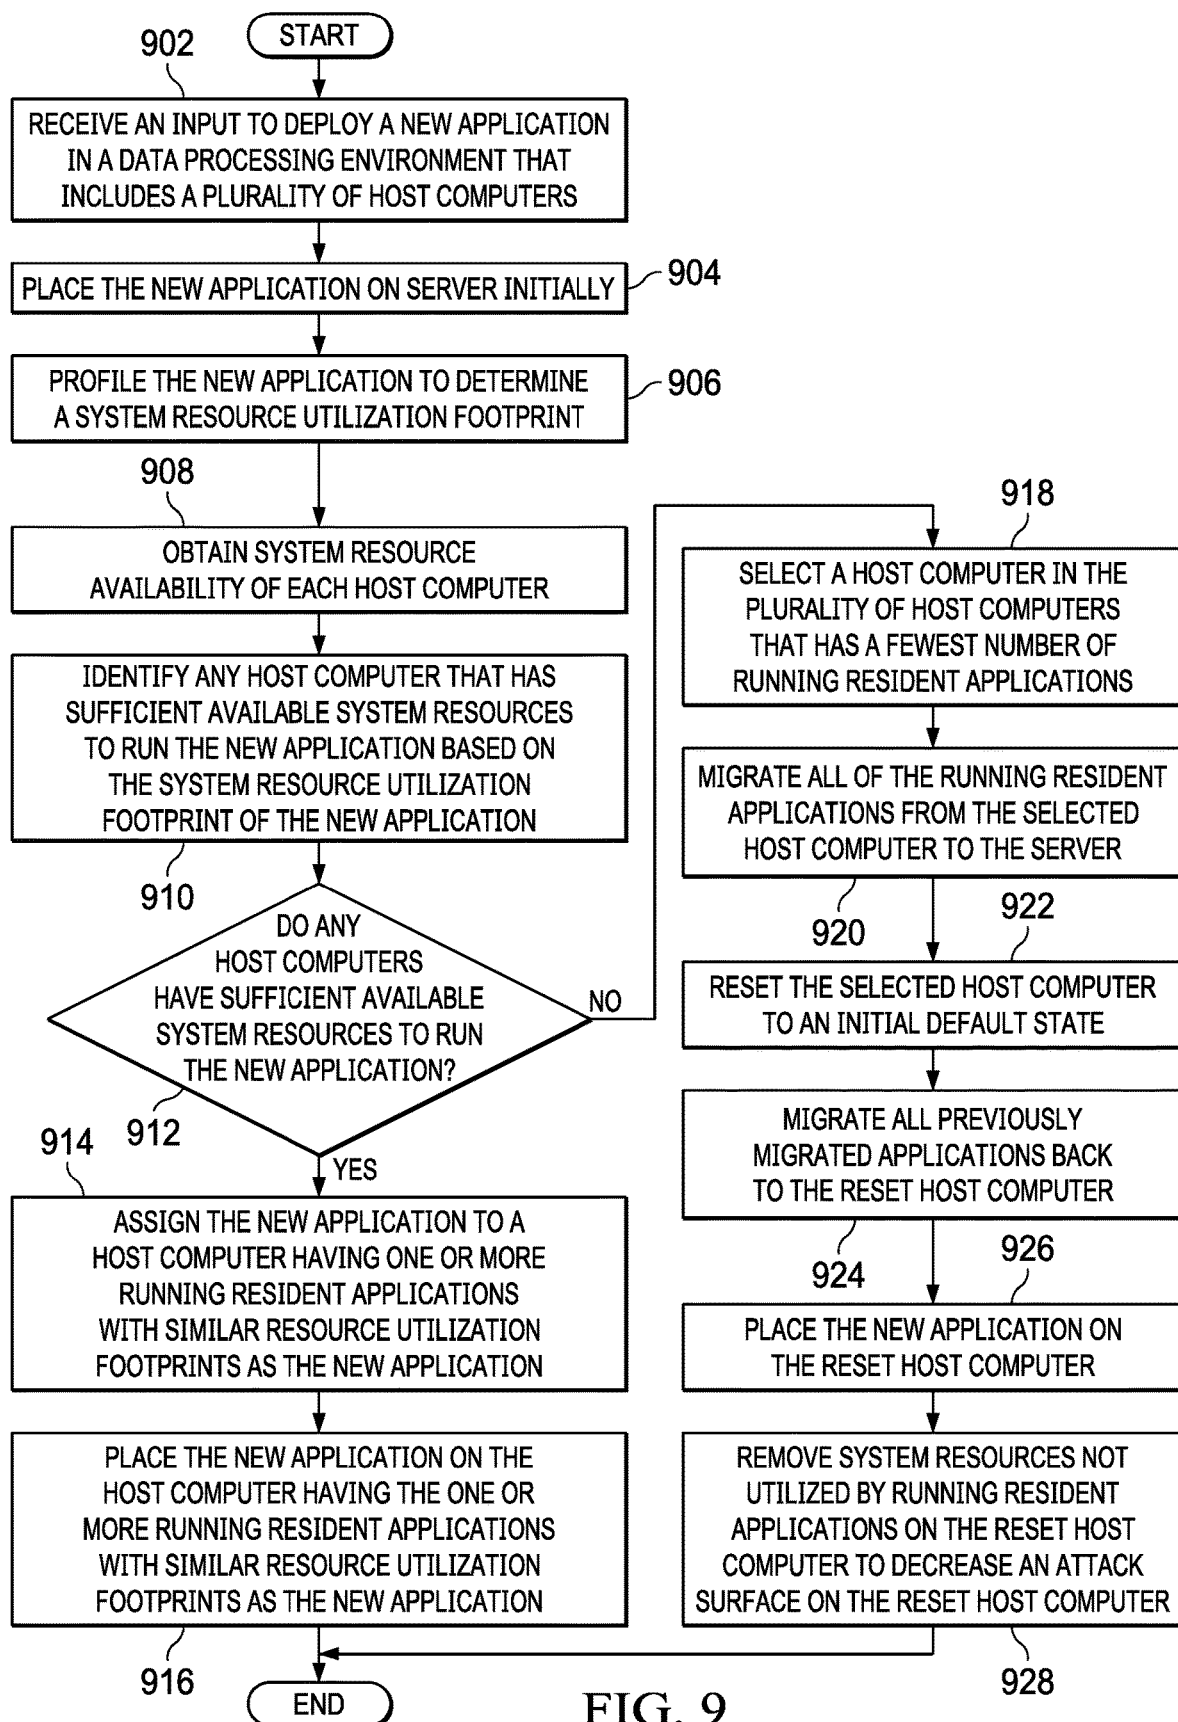 START
902
RECEIVE AN INPUT TO DEPLOY A NEW APPLICATION
IN A DATA PROCESSING ENVIRONMENT THAT
INCLUDES A PLURALITY OF HOST COMPUTERS
PLACE THE NEW APPLICATION ON SERVER INITIALLY
904
PROFILE THE NEW APPLICATION TO DETERMINE
A SYSTEM RESOURCE UTILIZATION FOOTPRINT
906
908
OBTAIN SYSTEM RESOURCE
AVAILABILITY OF EACH HOST COMPUTER
IDENTIFY ANY HOST COMPUTER THAT HAS
SUFFICIENT AVAILABLE SYSTEM RESOURCES
TO RUN THE NEW APPLICATION BASED ON
THE SYSTEM RESOURCE UTILIZATION
FOOTPRINT OF THE NEW APPLICATION
910
DO ANY
HOST COMPUTERS
HAVE SUFFICIENT AVAILABLE
SYSTEM RESOURCES TO RUN
THE NEW APPLICATION?
912
NO
YES
914
ASSIGN THE NEW APPLICATION TO A
HOST COMPUTER HAVING ONE OR MORE
RUNNING RESIDENT APPLICATIONS
WITH SIMILAR RESOURCE UTILIZATION
FOOTPRINTS AS THE NEW APPLICATION
PLACE THE NEW APPLICATION ON THE
HOST COMPUTER HAVING THE ONE OR
MORE RUNNING RESIDENT APPLICATIONS
WITH SIMILAR RESOURCE UTILIZATION
FOOTPRINTS AS THE NEW APPLICATION
916
918
SELECT A HOST COMPUTER IN THE
PLURALITY OF HOST COMPUTERS
THAT HAS A FEWEST NUMBER OF
RUNNING RESIDENT APPLICATIONS
MIGRATE ALL OF THE RUNNING RESIDENT
APPLICATIONS FROM THE SELECTED
HOST COMPUTER TO THE SERVER
920
922
RESET THE SELECTED HOST COMPUTER
TO AN INITIAL DEFAULT STATE
MIGRATE ALL PREVIOUSLY
MIGRATED APPLICATIONS BACK
TO THE RESET HOST COMPUTER
924
926
PLACE THE NEW APPLICATION ON
THE RESET HOST COMPUTER
REMOVE SYSTEM RESOURCES NOT
UTILIZED BY RUNNING RESIDENT
APPLICATIONS ON THE RESET HOST
COMPUTER TO DECREASE AN ATTACK
SURFACE ON THE RESET HOST COMPUTER
928
END
FIG. 9